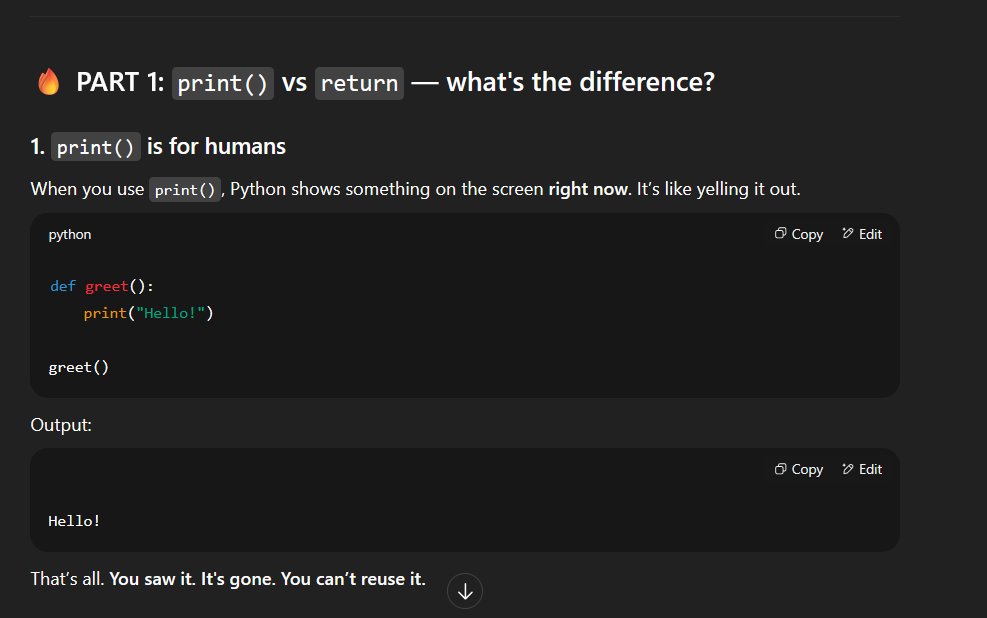 🔥 PART 1: print() vs return — what's the difference?
1. print() is for humans
When you use print(), Python shows something on the screen right now. It’s like yelling it out.
python
Copy
Edit
def greet():
    print("Hello!")
greet()
Output:
Copy
Edit
Hello!
That’s all. You saw it. It's gone. You can’t reuse it.